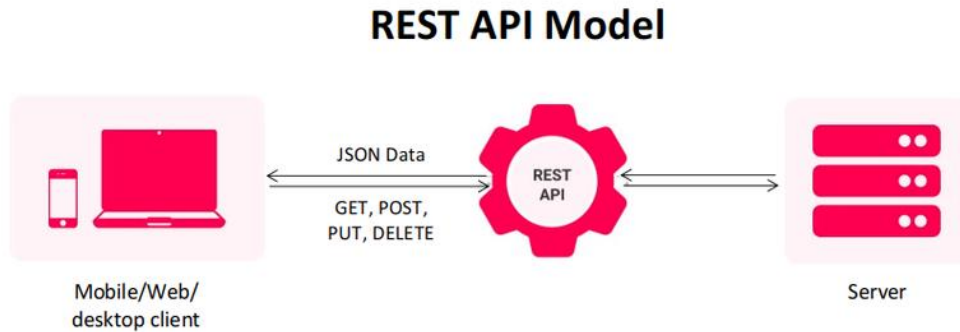 REST API Model
JSON Data
GET, POST,
PUT, DELETE
REST
API
Mobile/Web/
desktop client
Server